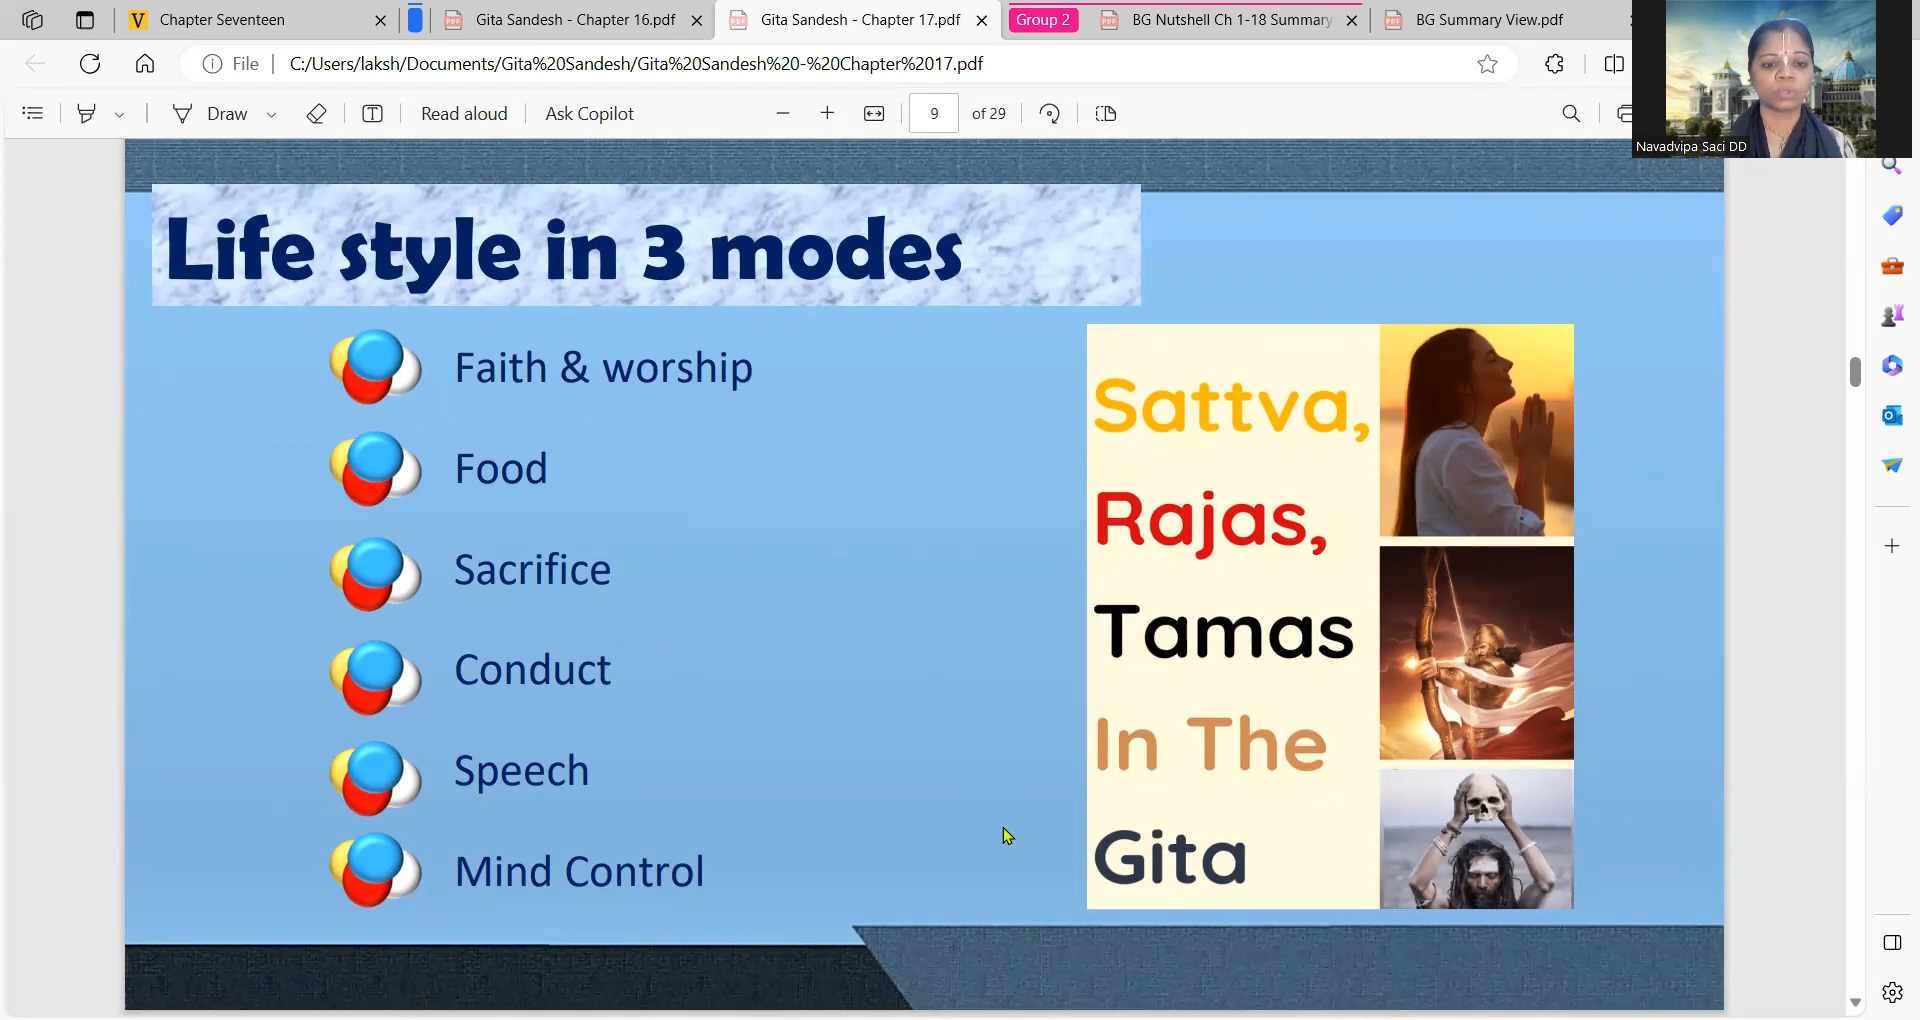 Chapter Seventeen
Gita Sandesh - Chapter 16.pdf
Gita Sandesh - Chapter 17.pdf
Group 2
BG Nutshell Ch 1-18 Summary
BG Summary View.pdf
File
C:/Users/laksh/Documents/Gita%20Sandesh/Gita%20Sandesh%20-%20Chapter%2017.pdf
Draw
Read aloud
Ask Copilot
9 of 29
Navadvipa Saci DD
Life style in 3 modes
Faith & worship
Food
Sacrifice
Conduct
Speech
Mind Control
Sattva,
Rajas,
Tamas
In The
Gita